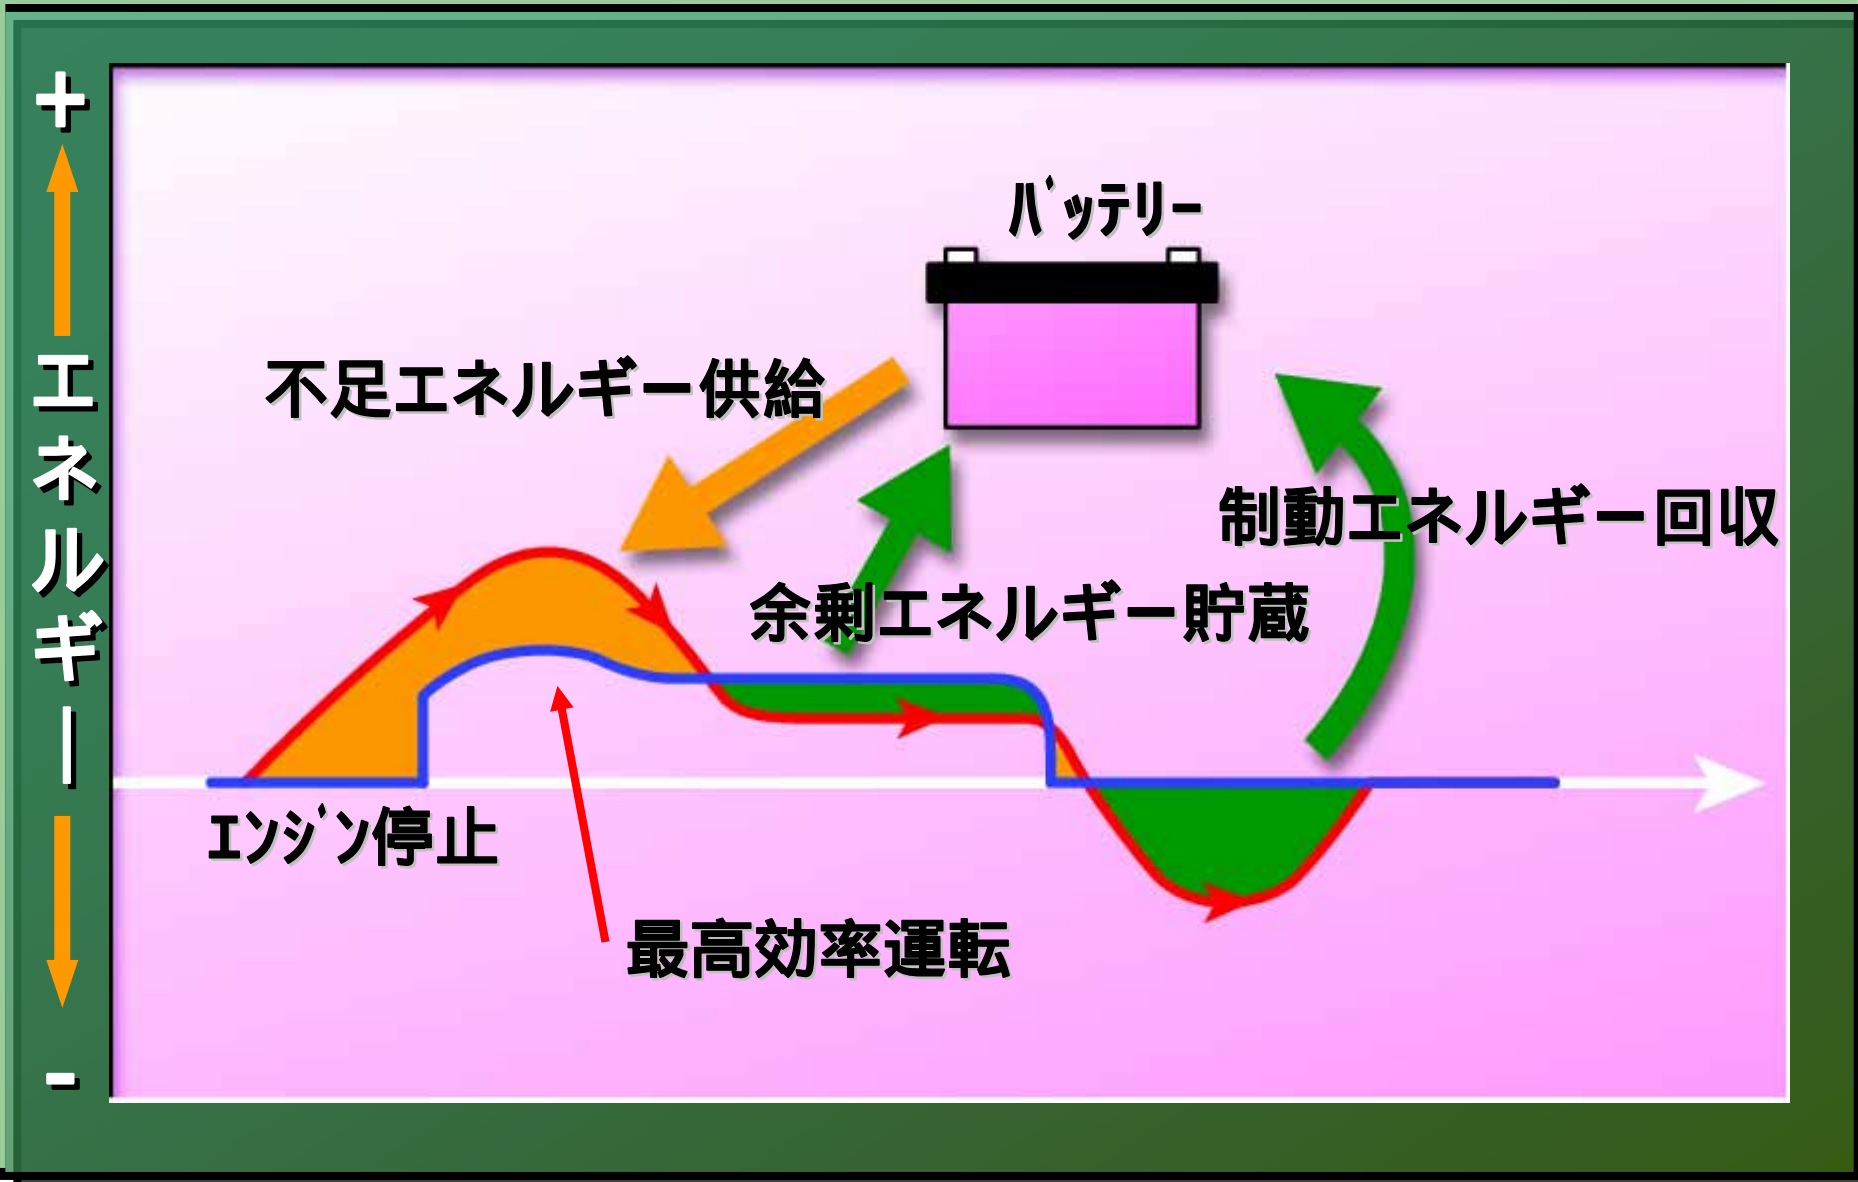 +
エネルギー
-
ﾊﾞｯﾃﾘｰ
不足エネルギー供給
制動エネルギー回収
余剰エネルギー貯蔵
ｴﾝｼﾞﾝ停止
最高効率運転